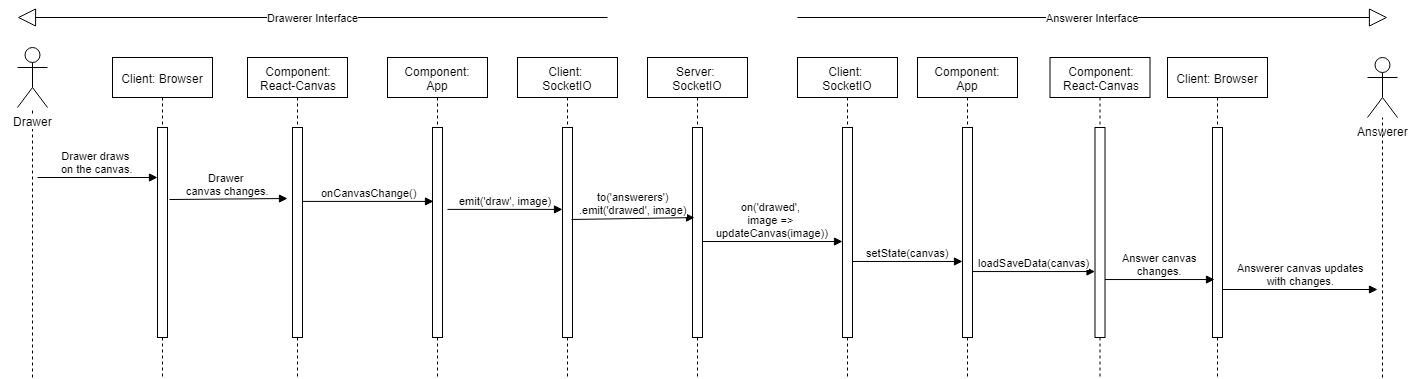 Drawerer Interface
Answerer Interface
Drawer
Client: Browser
Component:
React-Canvas
Component:
App
Client:
SocketIO
Server:
SocketIO
Client:
SocketIO
Component:
App
Component:
React-Canvas
Client: Browser
Answerer
Drawer draws
on the canvas.
Drawer
canvas changes.
onCanvasChange()
emit('draw', image)
to('answerers')
.emit('drawed', image)
on('drawed',
image =>
updateCanvas(image))
setState(canvas)
loadSaveData(canvas)
Answer canvas
changes.
Answerer canvas updates
with changes.